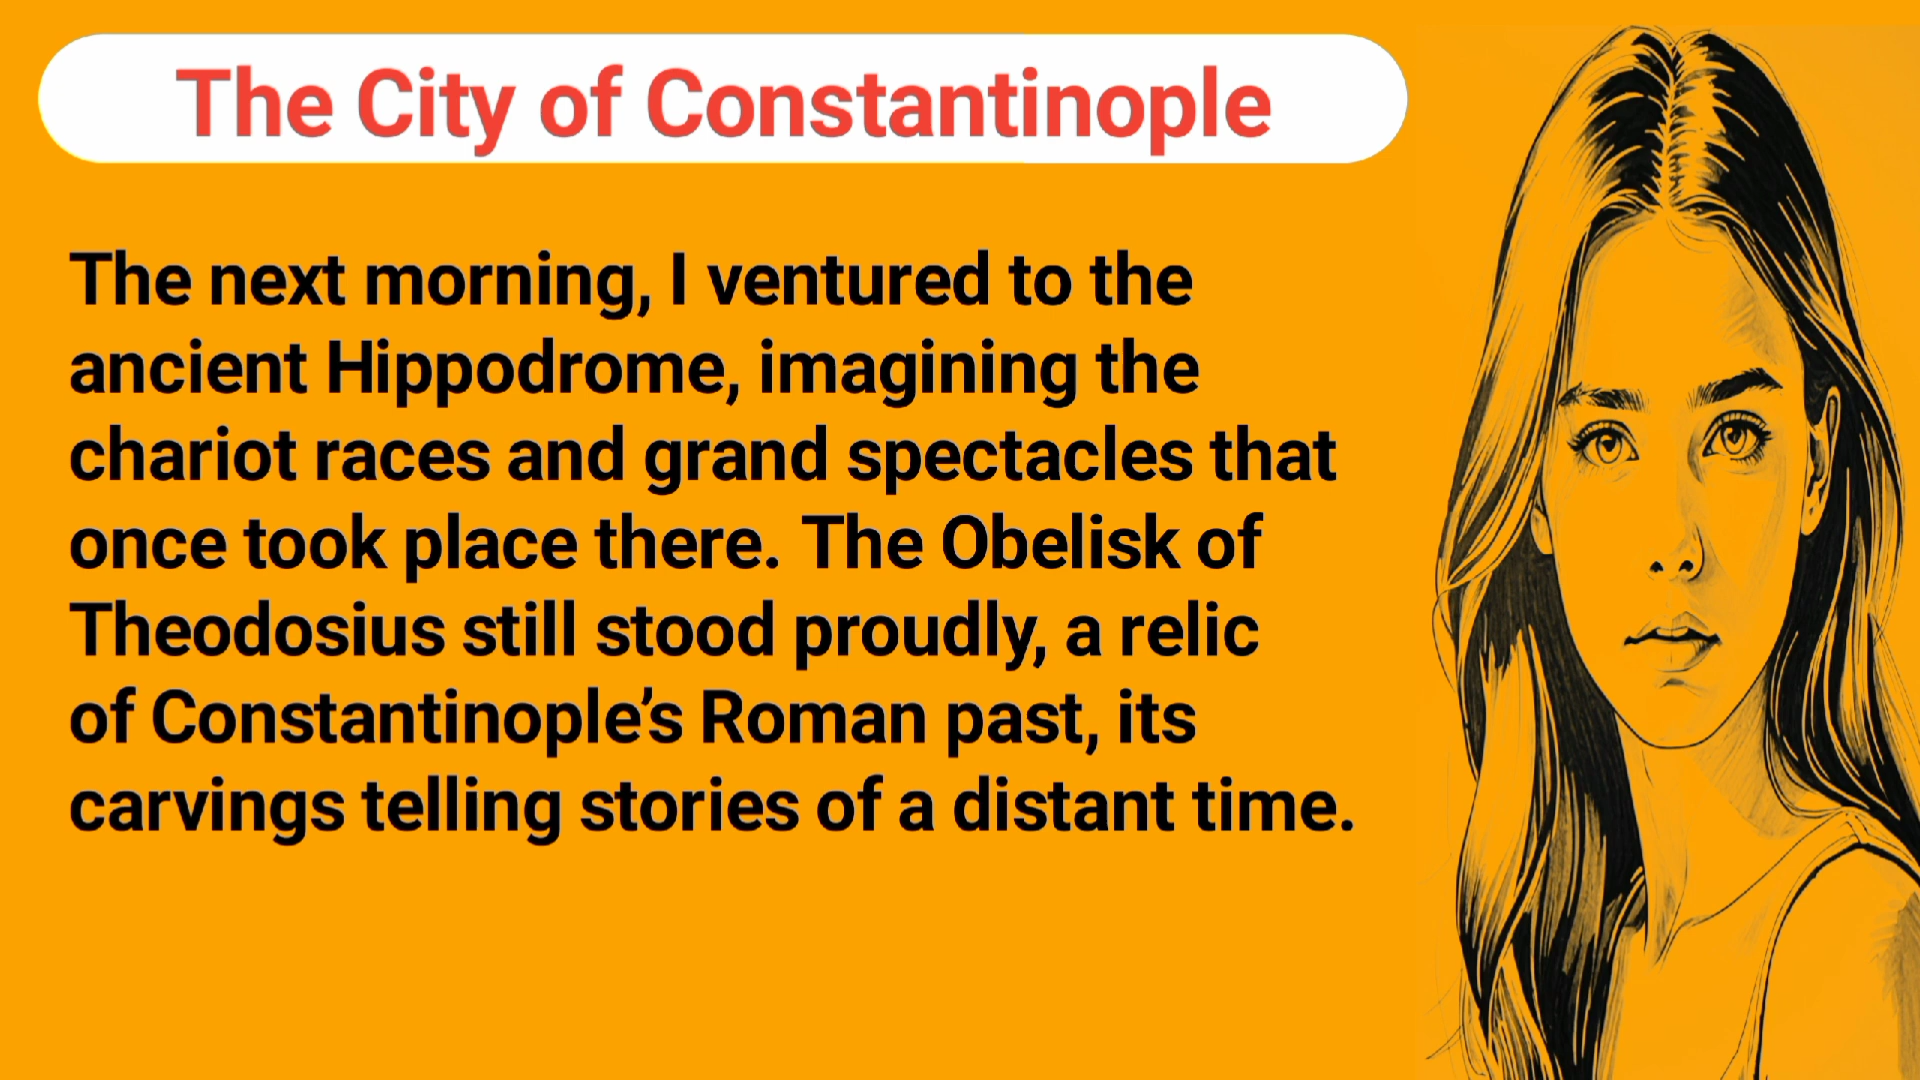 The City of Constantinople
The next morning, I ventured to the
ancient Hippodrome, imagining the
chariot races and grand spectacles that
once took place there. The Obelisk of
Theodosius still stood proudly, a relic
of Constantinople’s Roman past, its
carvings telling stories of a distant time.